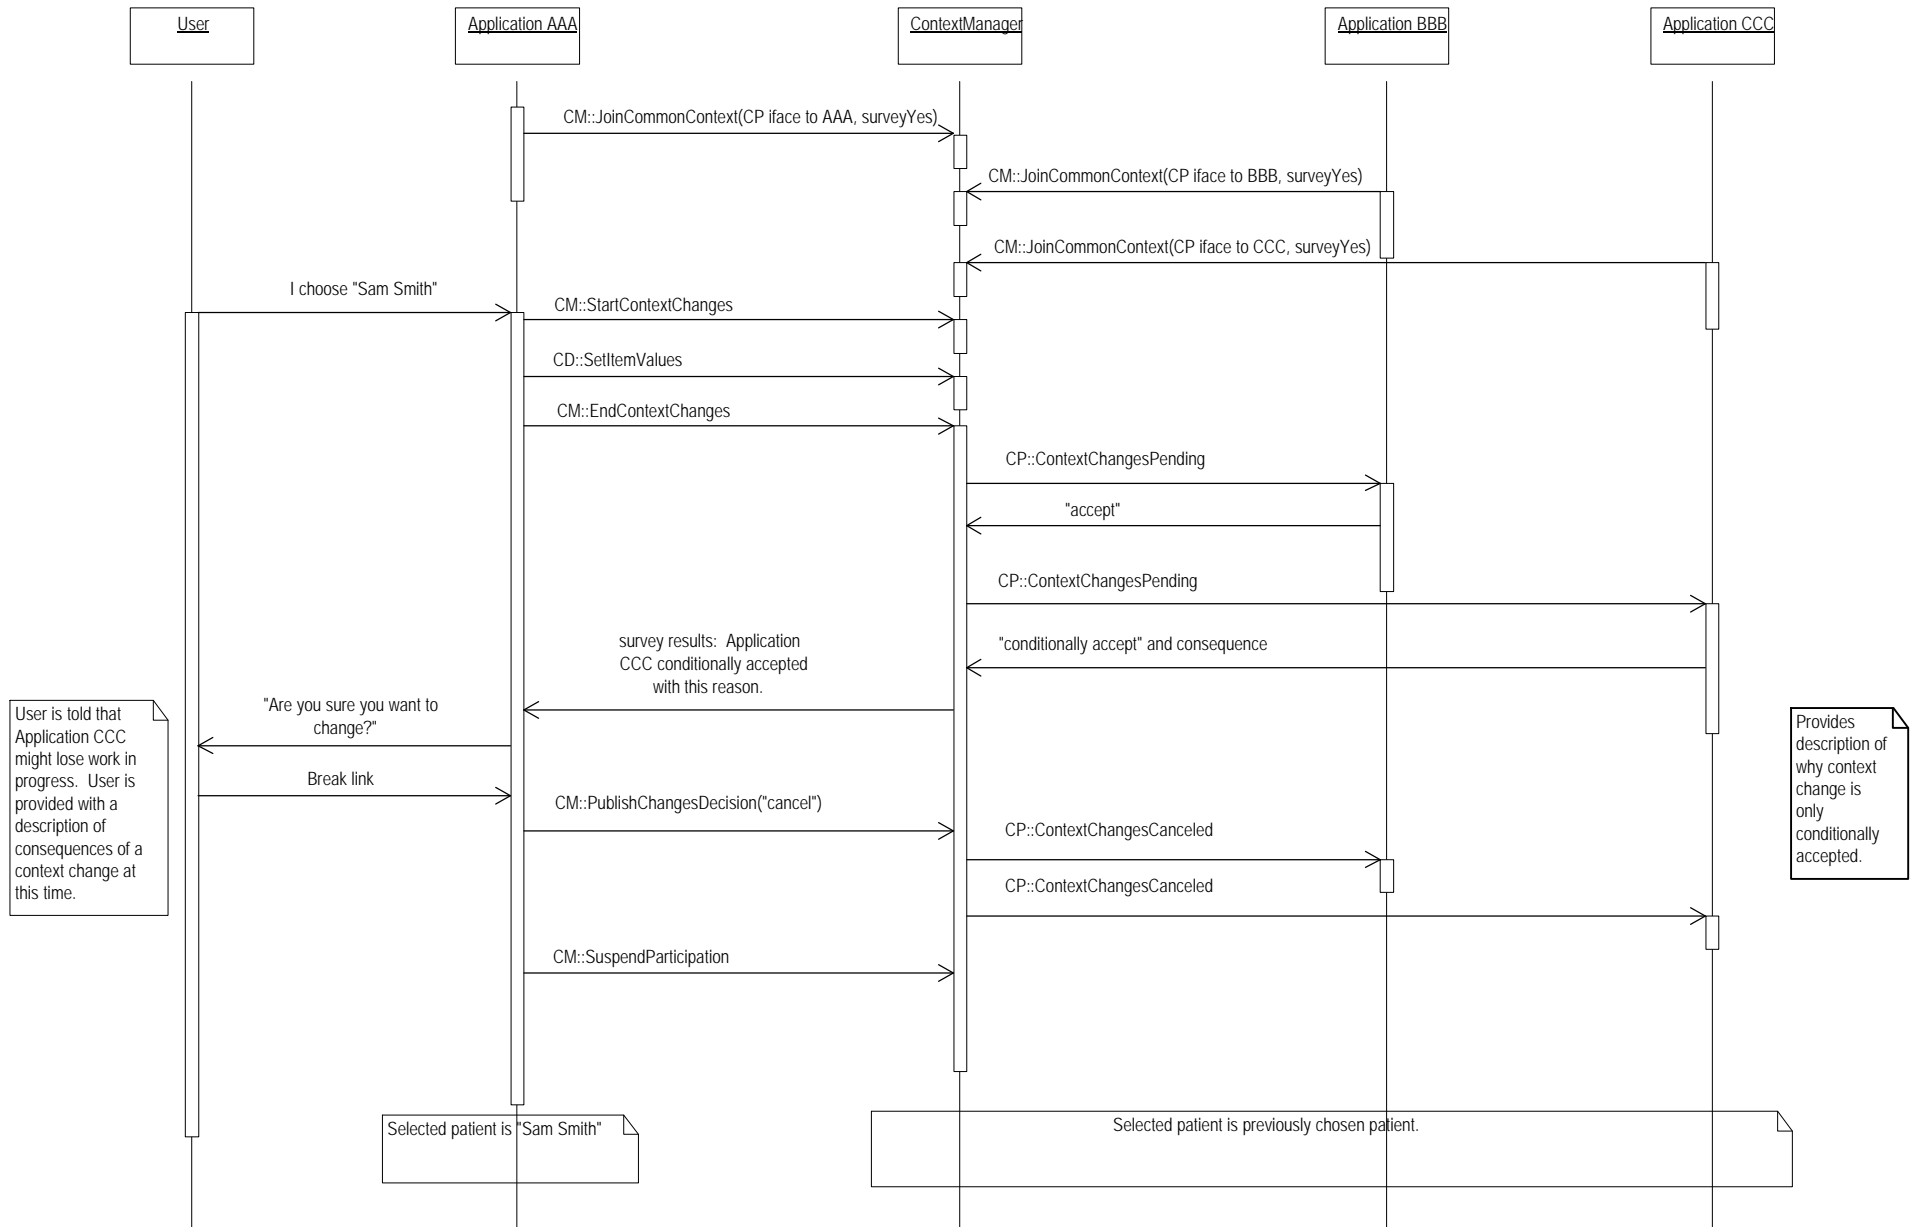 User
Application AAA
ContextManager
Application BBB
Application CCC
CM::JoinCommonContext(CP iface to AAA, surveyYes)
CM::JoinCommonContext(CP iface to BBB, surveyYes)
CM::JoinCommonContext(CP iface to CCC, surveyYes)
I choose "Sam Smith"
CM::StartContextChanges
CD::SetItemValues
CM::EndContextChanges
CP::ContextChangesPending
"accept"
CP::ContextChangesPending
"conditionally accept" and consequence
survey results:  Application
CCC conditionally accepted
with this reason.
"Are you sure you want to
change?"
User is told that
Application CCC
might lose work in
progress.  User is
provided with a
description of
consequences of a
context change at
this time.
Provides
description of
why context
change is
only
conditionally
accepted.
Break link
CM::PublishChangesDecision("cancel")
CP::ContextChangesCanceled
CP::ContextChangesCanceled
CM::SuspendParticipation
Selected patient is "Sam Smith"
Selected patient is previously chosen patient.